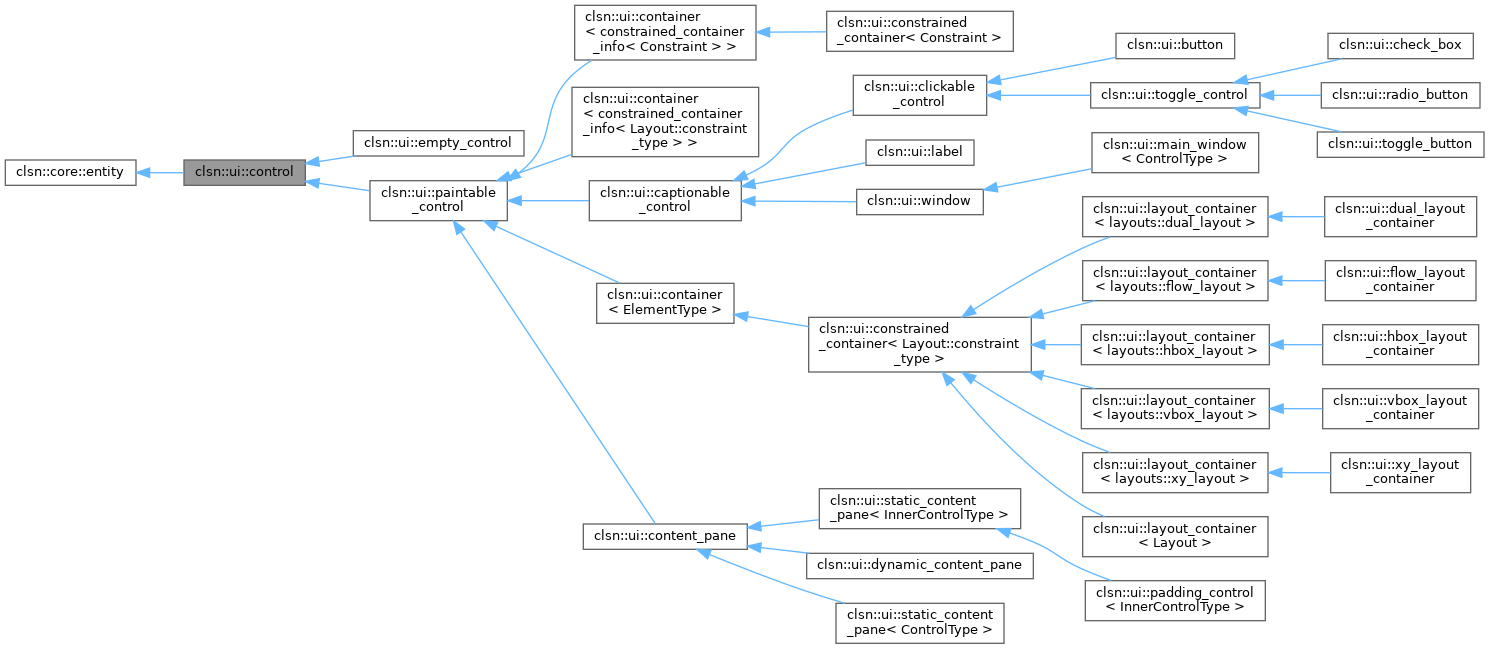 clsn::core::entity
clsn::ui::control
clsn::ui::empty_control
clsn::ui::paintable
_control
clsn::ui::container
< constrained_container
_info< Constraint > >
clsn::ui::container
< constrained_container
_info< Layout::constraint
_type > >
clsn::ui::captionable
_control
clsn::ui::container
< ElementType >
clsn::ui::content_pane
clsn::ui::constrained
_container< Constraint >
clsn::ui::clickable
_control
clsn::ui::label
clsn::ui::window
clsn::ui::constrained
_container< Layout::constraint
_type >
clsn::ui::static_content
_pane< InnerControlType >
clsn::ui::dynamic_content_pane
clsn::ui::static_content
_pane< ControlType >
clsn::ui::button
clsn::ui::toggle_control
clsn::ui::main_window
< ControlType >
clsn::ui::layout_container
< layouts::dual_layout >
clsn::ui::layout_container
< layouts::flow_layout >
clsn::ui::layout_container
< layouts::hbox_layout >
clsn::ui::layout_container
< layouts::vbox_layout >
clsn::ui::layout_container
< layouts::xy_layout >
clsn::ui::layout_container
< Layout >
clsn::ui::padding_control
< InnerControlType >
clsn::ui::check_box
clsn::ui::radio_button
clsn::ui::toggle_button
clsn::ui::dual_layout
_container
clsn::ui::flow_layout
_container
clsn::ui::hbox_layout
_container
clsn::ui::vbox_layout
_container
clsn::ui::xy_layout
_container